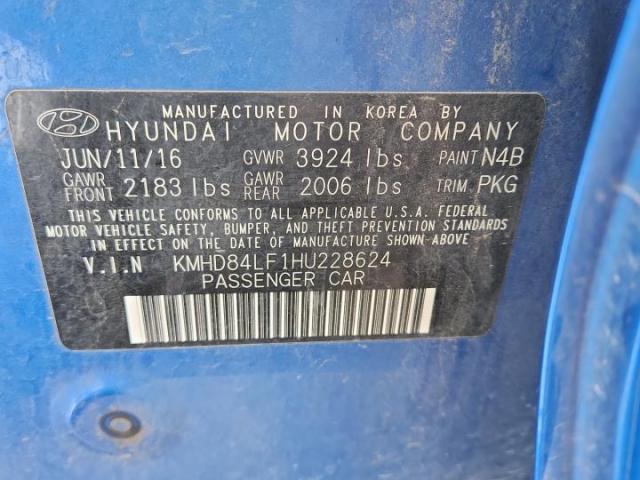 MANUFACTURED IN KOREA BY
HYUNDAI MOTOR COMPANY
JUN/11/16 GVWR 3924 lbs PAINT N4B
GAWR FRONT 2183 lbs GAWR REAR 2006 lbs TRIM PKG
THIS VEHICLE CONFORMS TO ALL APPLICABLE U.S.A. FEDERAL
MOTOR VEHICLE SAFETY, BUMPER, AND THEFT PREVENTION STANDARDS
IN EFFECT ON THE DATE OF MANUFACTURE SHOWN ABOVE.
V.I.N KMHD84LF1HU228624
PASSENGER CAR